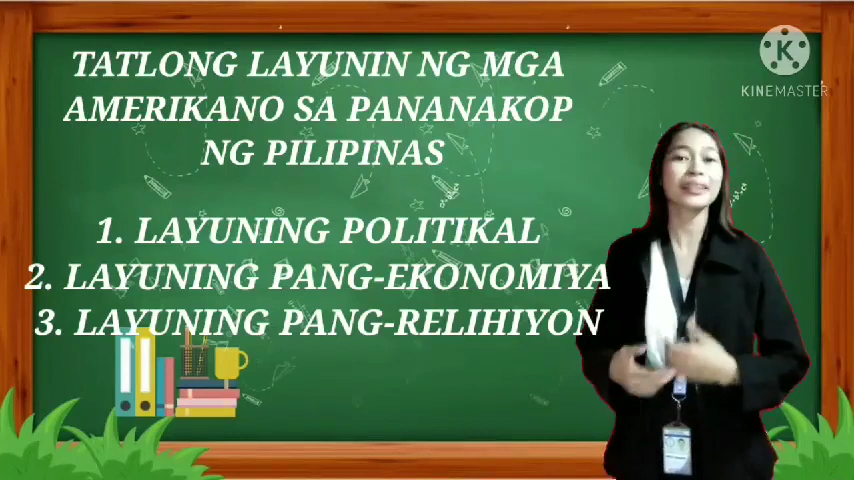 TATLONG LAYUNIN NG MGA
AMERIKANO SA PANANAKOP
NG PILIPINAS
1. LAYUNING POLITIKAL
2. LAYUNING PANG-EKONOMIYA
3. LAYUNING PANG-RELIHIYON
K
KINEMASTER